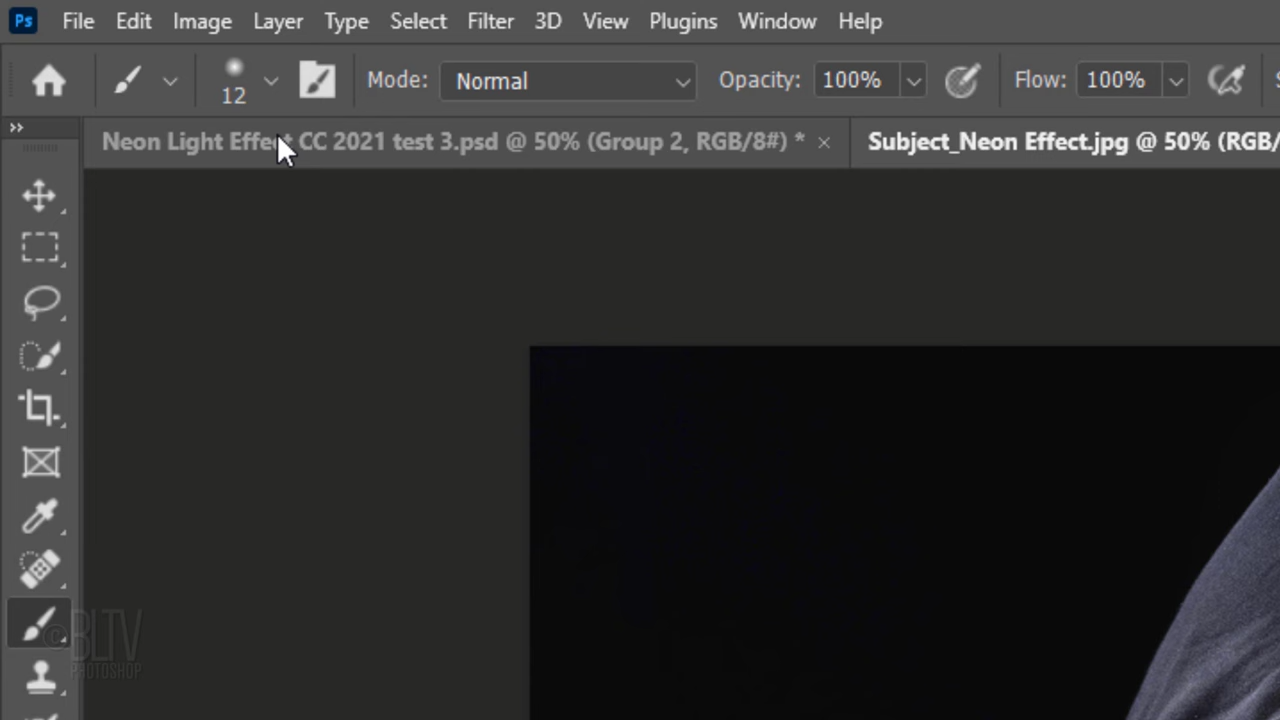 Ps File Edit Image Layer Type Select Filter 3D View Plugins Window Help
12 Mode: Normal Opacity: 100% Flow: 100%
Neon Light Effect CC 2021 test 3.psd @ 50% (Group 2, RGB/8#) * × Subject_Neon Effect.jpg @ 50% (RGB/
©BLTV
PHOTOSHOP